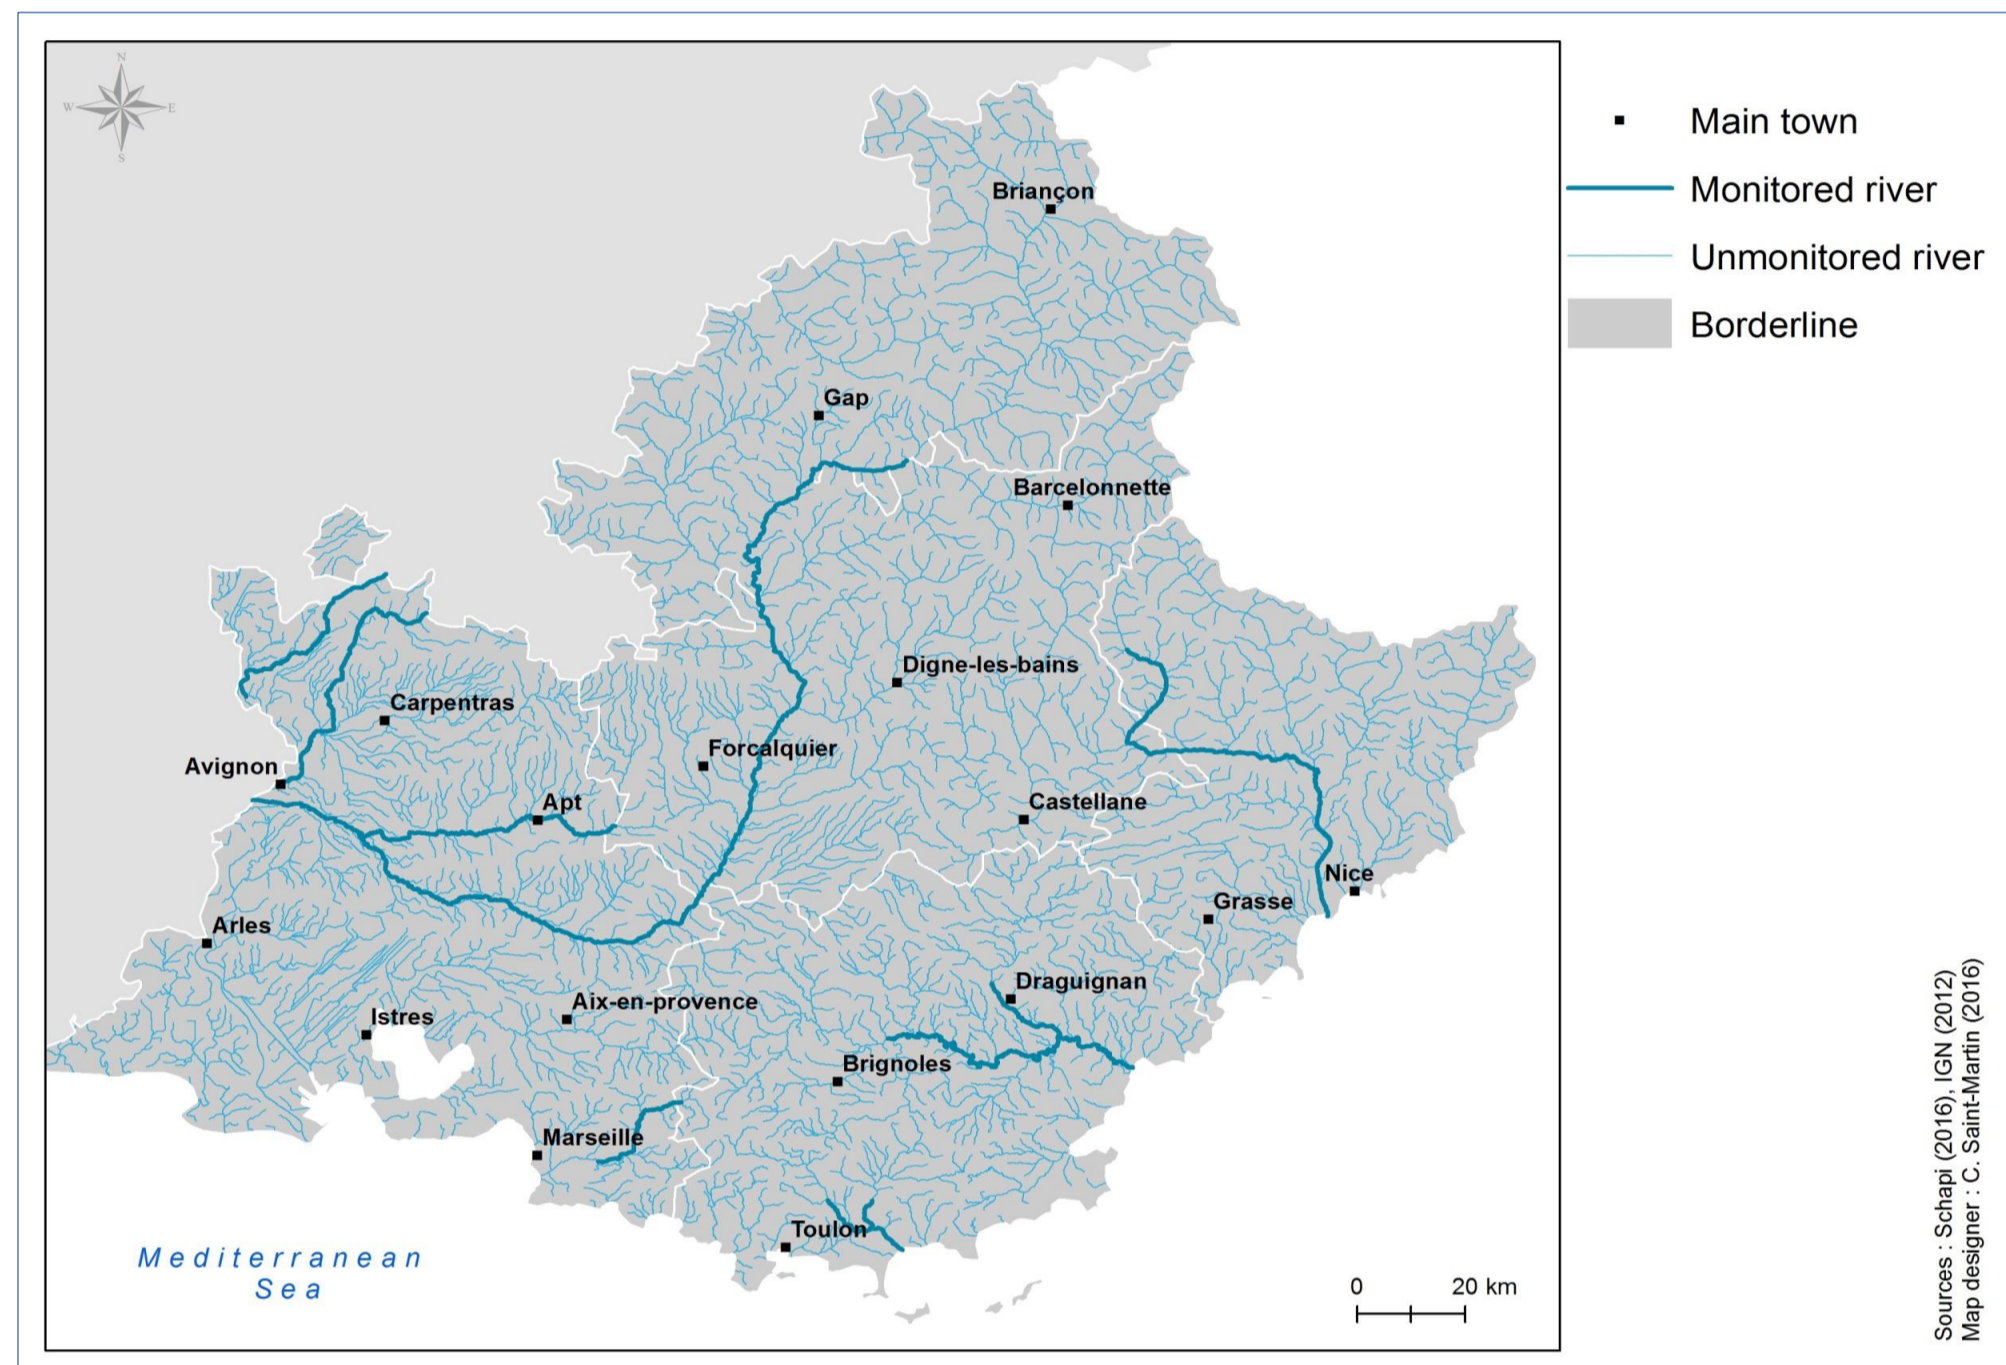 N
W
E
S
Briançon
Gap
Barcelonnette
Digne-les-bains
Carpentras
Forcalquier
Avignon
Apt
Castellane
Nice
Grasse
Arles
Draguignan
Aix-en-provence
Istres
Brignoles
Marseille
Toulon
Mediterranean
Sea
0 20 km
Main town
Monitored river
Unmonitored river
Borderline
Sources : Schapi (2016), IGN (2012)
Map designer : C. Saint-Martin (2016)